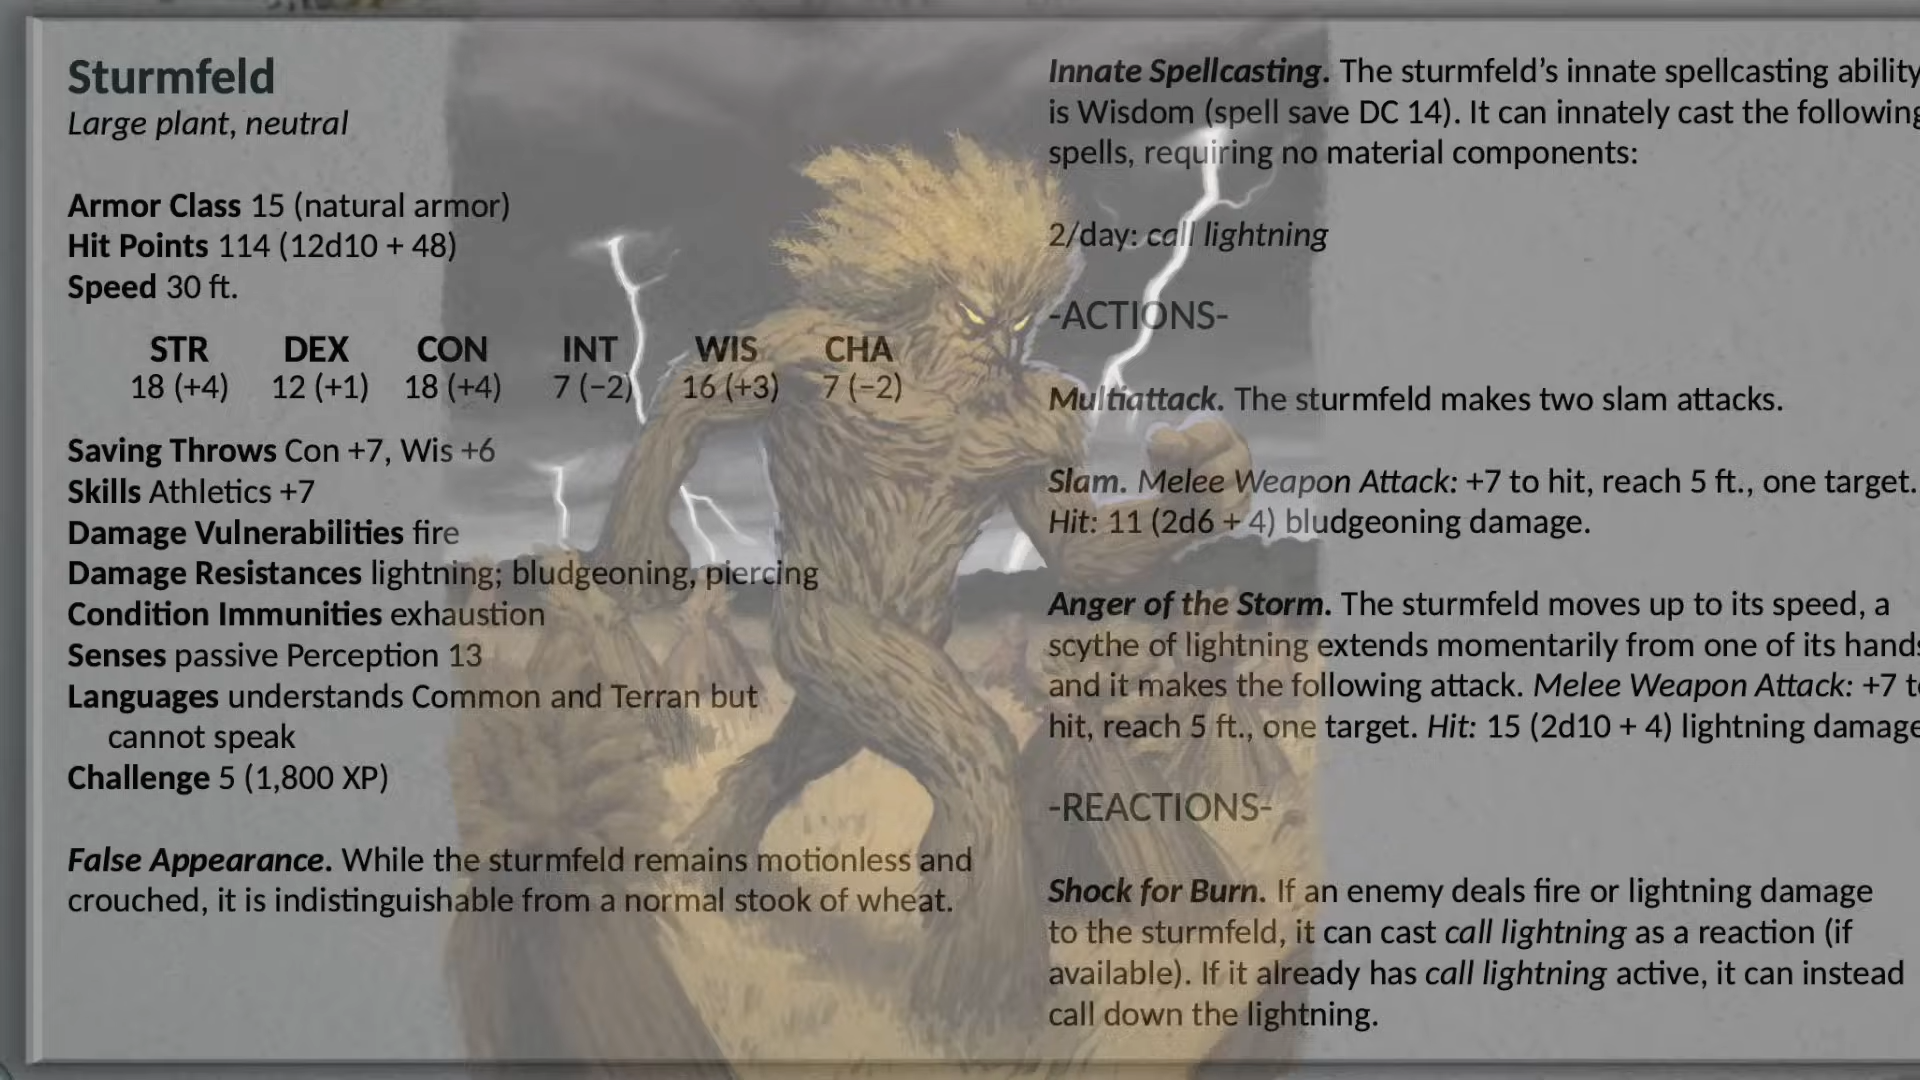 Sturmfeld
Large plant, neutral
Armor Class 15 (natural armor)
Hit Points 114 (12d10 + 48)
Speed 30 ft.
STR DEX CON INT WIS CHA
18 (+4) 12 (+1) 18 (+4) 7 (−2) 16 (+3) 7 (−2)
Saving Throws Con +7, Wis +6
Skills Athletics +7
Damage Vulnerabilities fire
Damage Resistances lightning; bludgeoning, piercing
Condition Immunities exhaustion
Senses passive Perception 13
Languages understands Common and Terran but
cannot speak
Challenge 5 (1,800 XP)
False Appearance. While the sturmfeld remains motionless and
crouched, it is indistinguishable from a normal stook of wheat.
Innate Spellcasting. The sturmfeld’s innate spellcasting ability
is Wisdom (spell save DC 14). It can innately cast the following
spells, requiring no material components:
2/day: call lightning
-ACTIONS-
Multiattack. The sturmfeld makes two slam attacks.
Slam. Melee Weapon Attack: +7 to hit, reach 5 ft., one target.
Hit: 11 (2d6 + 4) bludgeoning damage.
Anger of the Storm. The sturmfeld moves up to its speed, a
scythe of lightning extends momentarily from one of its hands
and it makes the following attack. Melee Weapon Attack: +7 to
hit, reach 5 ft., one target. Hit: 15 (2d10 + 4) lightning damage
-REACTIONS-
Shock for Burn. If an enemy deals fire or lightning damage
to the sturmfeld, it can cast call lightning as a reaction (if
available). If it already has call lightning active, it can instead
call down the lightning.